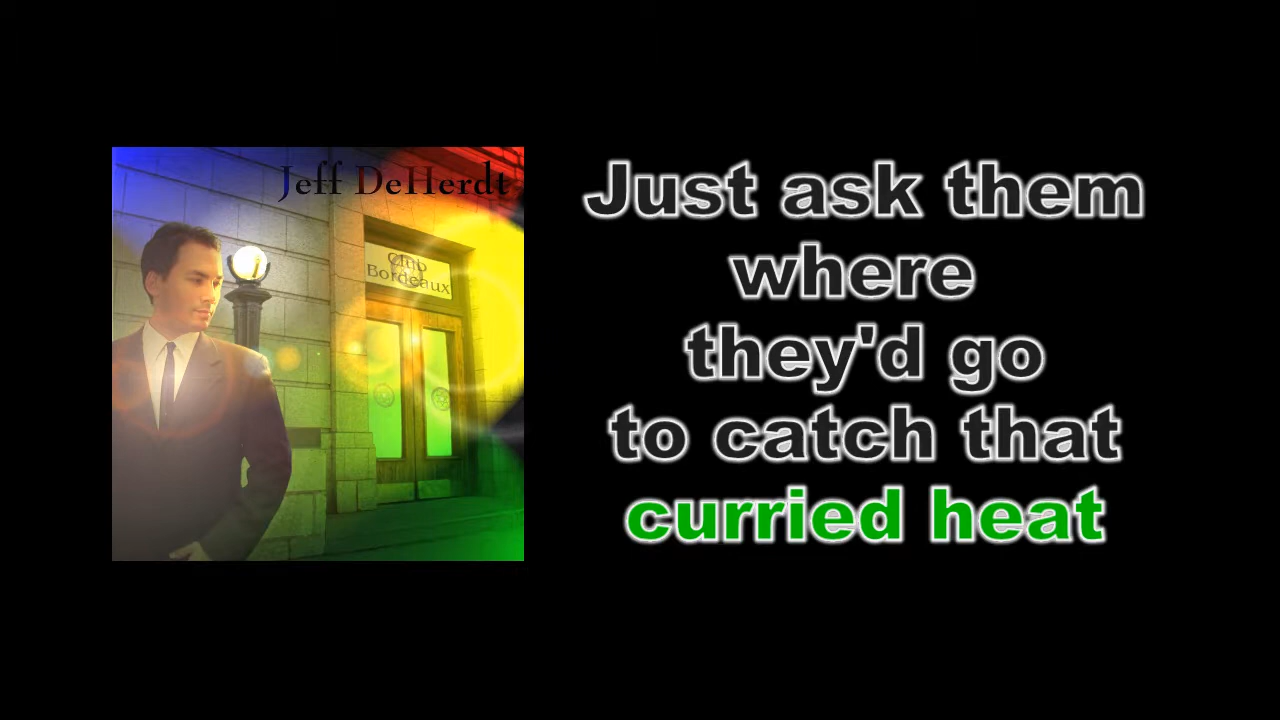 Jeff DeHerdt
Club
Bordeaux
Just ask them
where
they'd go
to catch that
curried heat